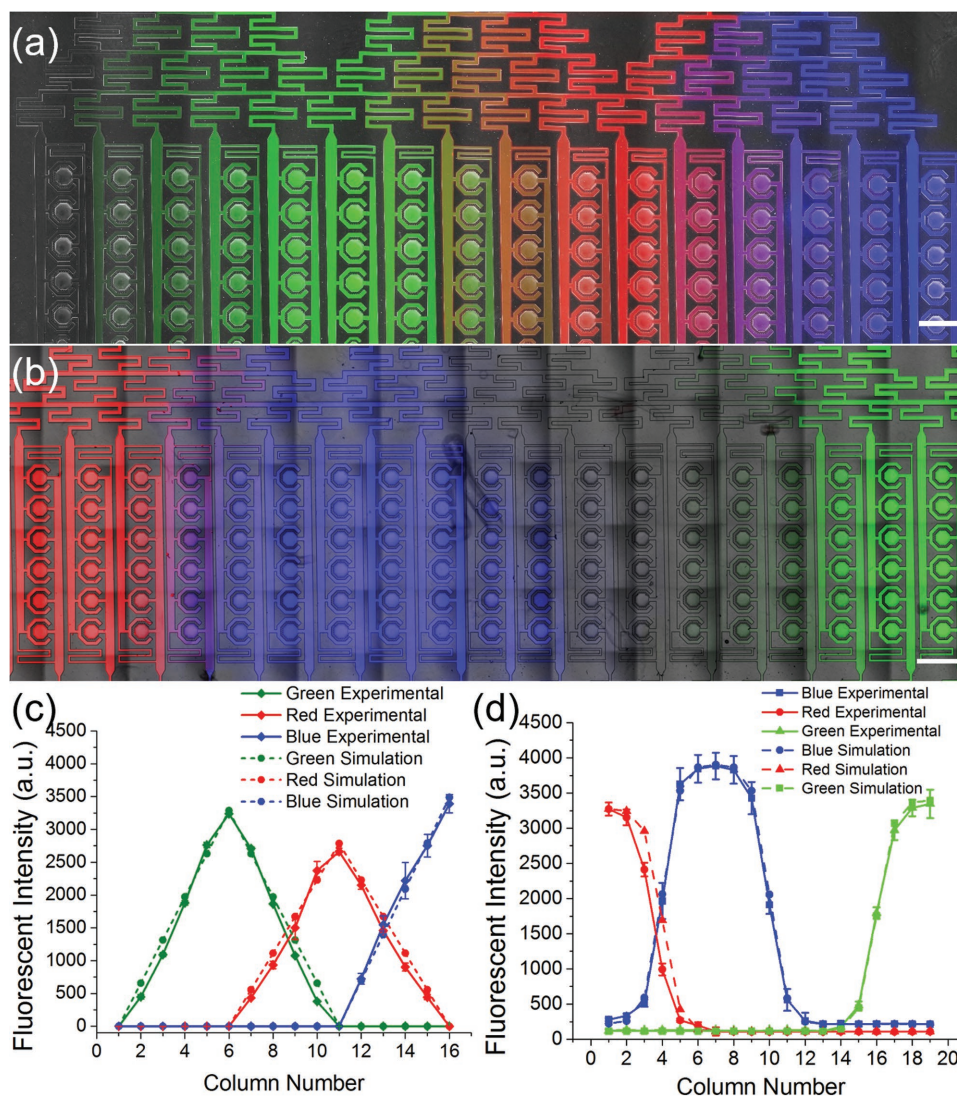 (a)
(b)
(c)
Green Experimental
Red Experimental
Blue Experimental
Green Simulation
Red Simulation
Blue Simulation
Fluorescent Intensity (a.u.)
4500
4000
3500
3000
2500
2000
1500
1000
500
0
0 2 4 6 8 10 12 14 16
Column Number
(d)
Blue Experimental
Red Experimental
Green Experimental
Blue Simulation
Red Simulation
Green Simulation
Fluorescent Intensity (a.u.)
4500
4000
3500
3000
2500
2000
1500
1000
500
0
0 2 4 6 8 10 12 14 16 18 20
Column Number